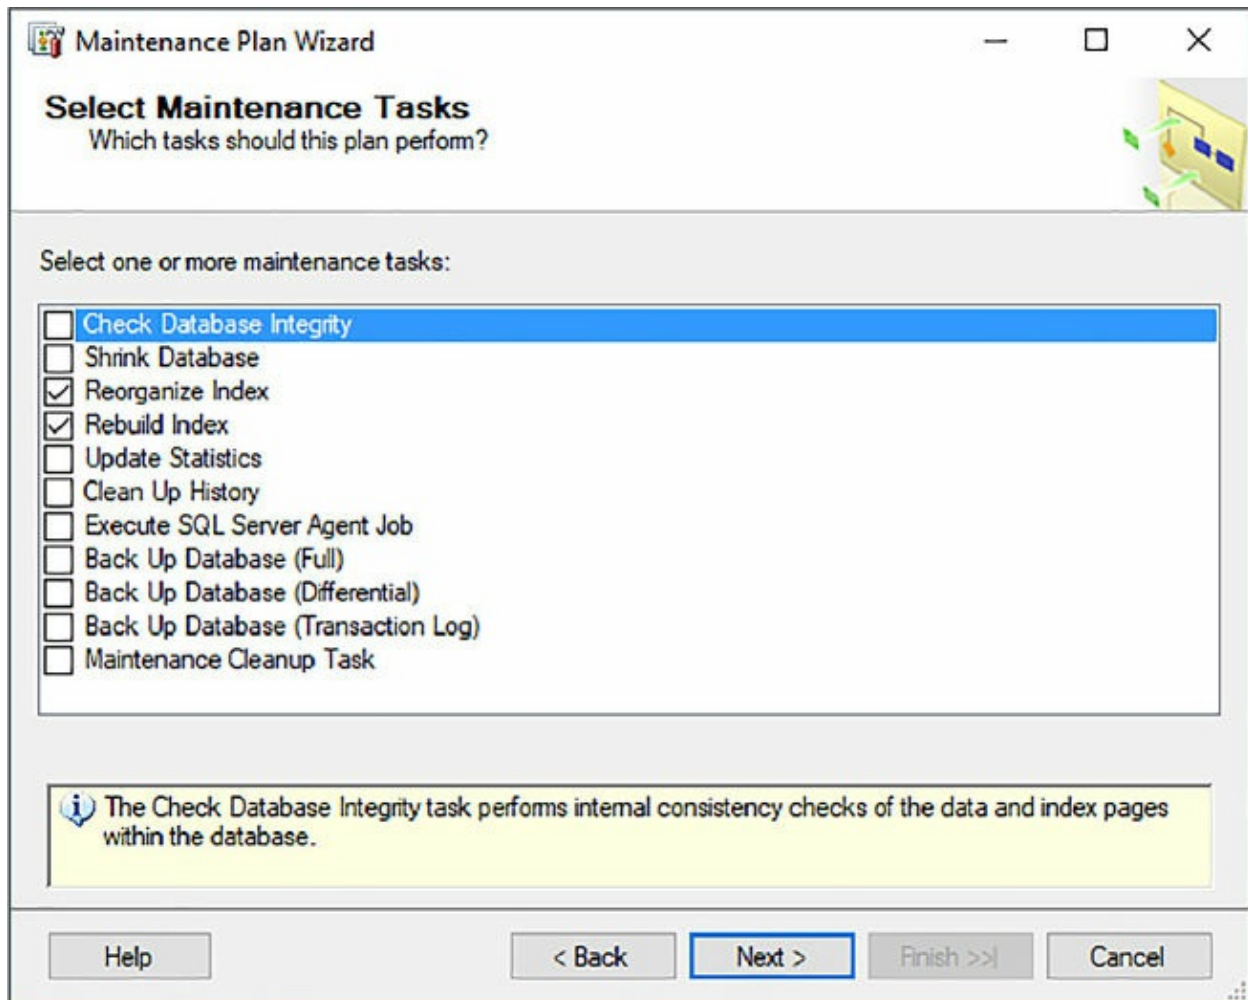 Maintenance Plan Wizard
Select Maintenance Tasks
Which tasks should this plan perform?
Select one or more maintenance tasks:
Check Database Integrity
Shrink Database
Reorganize Index
Rebuild Index
Update Statistics
Clean Up History
Execute SQL Server Agent Job
Back Up Database (Full)
Back Up Database (Differential)
Back Up Database (Transaction Log)
Maintenance Cleanup Task
The Check Database Integrity task performs internal consistency checks of the data and index pages
within the database.
Help
< Back
Next >
Finish >>|
Cancel